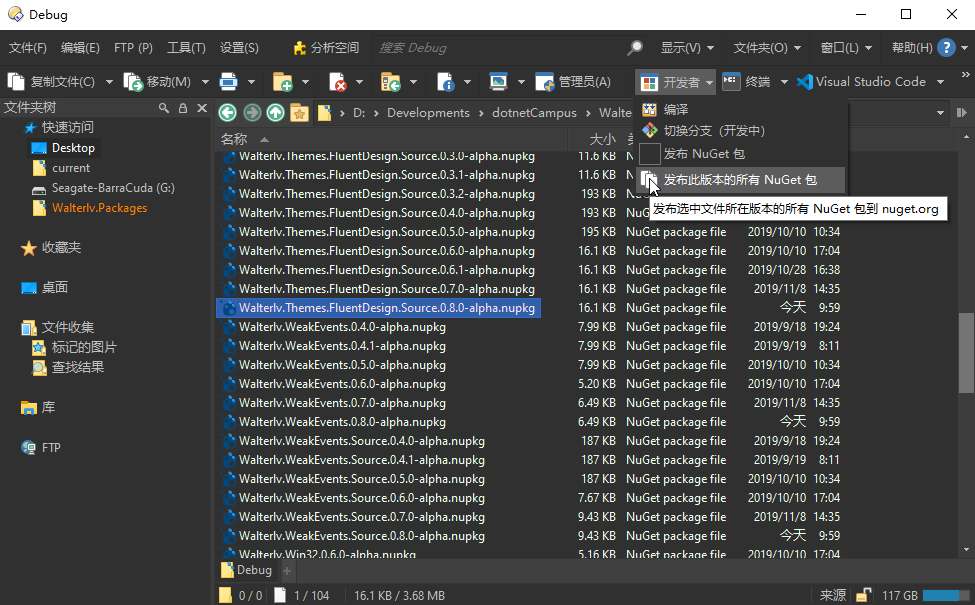 Debug
文件(F) 编辑(E) FTP (P) 工具(T) 设置(S) 分析空间 搜索 Debug 显示(V) 文件夹(O) 窗口(L) 帮助(H)
复制文件(C) 移动(M) 管理员(A) 开发者 终端 Visual Studio Code
文件夹树
D: Developments dotnetCampus Walte
编译
切换分支（开发中）
发布 NuGet 包
发布此版本的所有 NuGet 包
发布选中文件所在版本的所有 NuGet 包到 nuget.org
快速访问
Desktop
current
Seagate-BarraCuda (G:)
Walterlv.Packages
收藏夹
桌面
文件收集
标记的图片
查找结果
库
FTP
名称 大小
Walterlv.Themes.FluentDesign.Source.0.3.0-alpha.nupkg 11.6 KB
Walterlv.Themes.FluentDesign.Source.0.3.1-alpha.nupkg 11.6 KB
Walterlv.Themes.FluentDesign.Source.0.3.2-alpha.nupkg 193 KB
Walterlv.Themes.FluentDesign.Source.0.4.0-alpha.nupkg 193 KB
Walterlv.Themes.FluentDesign.Source.0.5.0-alpha.nupkg 195 KB NuGet package file 2019/10/10 10:34
Walterlv.Themes.FluentDesign.Source.0.6.0-alpha.nupkg 16.1 KB NuGet package file 2019/10/10 17:04
Walterlv.Themes.FluentDesign.Source.0.6.1-alpha.nupkg 16.1 KB NuGet package file 2019/10/28 16:38
Walterlv.Themes.FluentDesign.Source.0.7.0-alpha.nupkg 16.1 KB NuGet package file 2019/11/8 14:35
Walterlv.Themes.FluentDesign.Source.0.8.0-alpha.nupkg 16.1 KB NuGet package file 今天 9:59
Walterlv.WeakEvents.0.4.0-alpha.nupkg 7.99 KB NuGet package file 2019/9/18 19:24
Walterlv.WeakEvents.0.4.1-alpha.nupkg 7.99 KB NuGet package file 2019/9/19 8:11
Walterlv.WeakEvents.0.5.0-alpha.nupkg 7.99 KB NuGet package file 2019/10/10 10:34
Walterlv.WeakEvents.0.6.0-alpha.nupkg 5.20 KB NuGet package file 2019/10/10 17:04
Walterlv.WeakEvents.0.7.0-alpha.nupkg 6.49 KB NuGet package file 2019/11/8 14:35
Walterlv.WeakEvents.0.8.0-alpha.nupkg 6.49 KB NuGet package file 今天 9:59
Walterlv.WeakEvents.Source.0.4.0-alpha.nupkg 187 KB NuGet package file 2019/9/18 19:24
Walterlv.WeakEvents.Source.0.4.1-alpha.nupkg 187 KB NuGet package file 2019/9/19 8:11
Walterlv.WeakEvents.Source.0.5.0-alpha.nupkg 187 KB NuGet package file 2019/10/10 10:34
Walterlv.WeakEvents.Source.0.6.0-alpha.nupkg 7.67 KB NuGet package file 2019/10/10 17:04
Walterlv.WeakEvents.Source.0.7.0-alpha.nupkg 9.43 KB NuGet package file 2019/11/8 14:35
Walterlv.WeakEvents.Source.0.8.0-alpha.nupkg 9.43 KB NuGet package file 今天 9:59
Walterlv.Win32.0.6.0-alpha.nupkg 5.16 KB NuGet package file 2019/10/10 17:04
Debug
0 / 0 1 / 104 16.1 KB / 3.68 MB 来源 117 GB